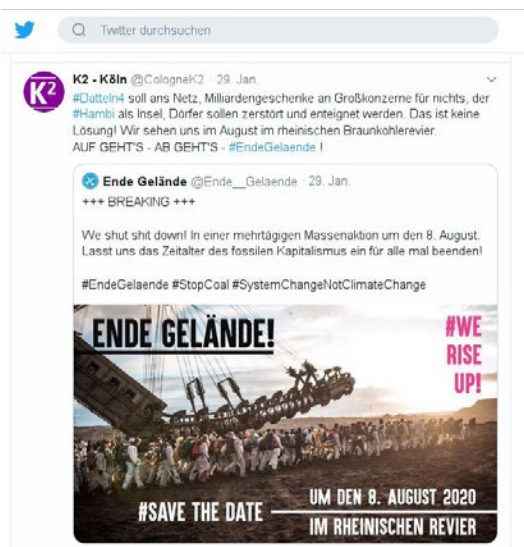 Twitter durchsuchen
K2 - Köln @CologneK2 · 29. Jan.
#Datteln4 soll ans Netz, Milliardengeschenke an Großkonzerne für nichts, der
#Hambi als Insel, Dörfer sollen zerstört und enteignet werden. Das ist keine
Lösung! Wir sehen uns im August im rheinischen Braunkohlerevier.
AUF GEHT'S - AB GEHT'S - #EndeGelaende !
K²
Ende Gelände @Ende__Gelaende · 29. Jan.
+++ BREAKING +++
We shut shit down! In einer mehrtägigen Massenaktion um den 8. August.
Lasst uns das Zeitalter des fossilen Kapitalismus ein für alle mal beenden!
#EndeGelaende #StopCoal #SystemChangeNotClimateChange
ENDE GELÄNDE!
#WE
RISE
UP!
#SAVE THE DATE
UM DEN 8. AUGUST 2020
IM RHEINISCHEN REVIER